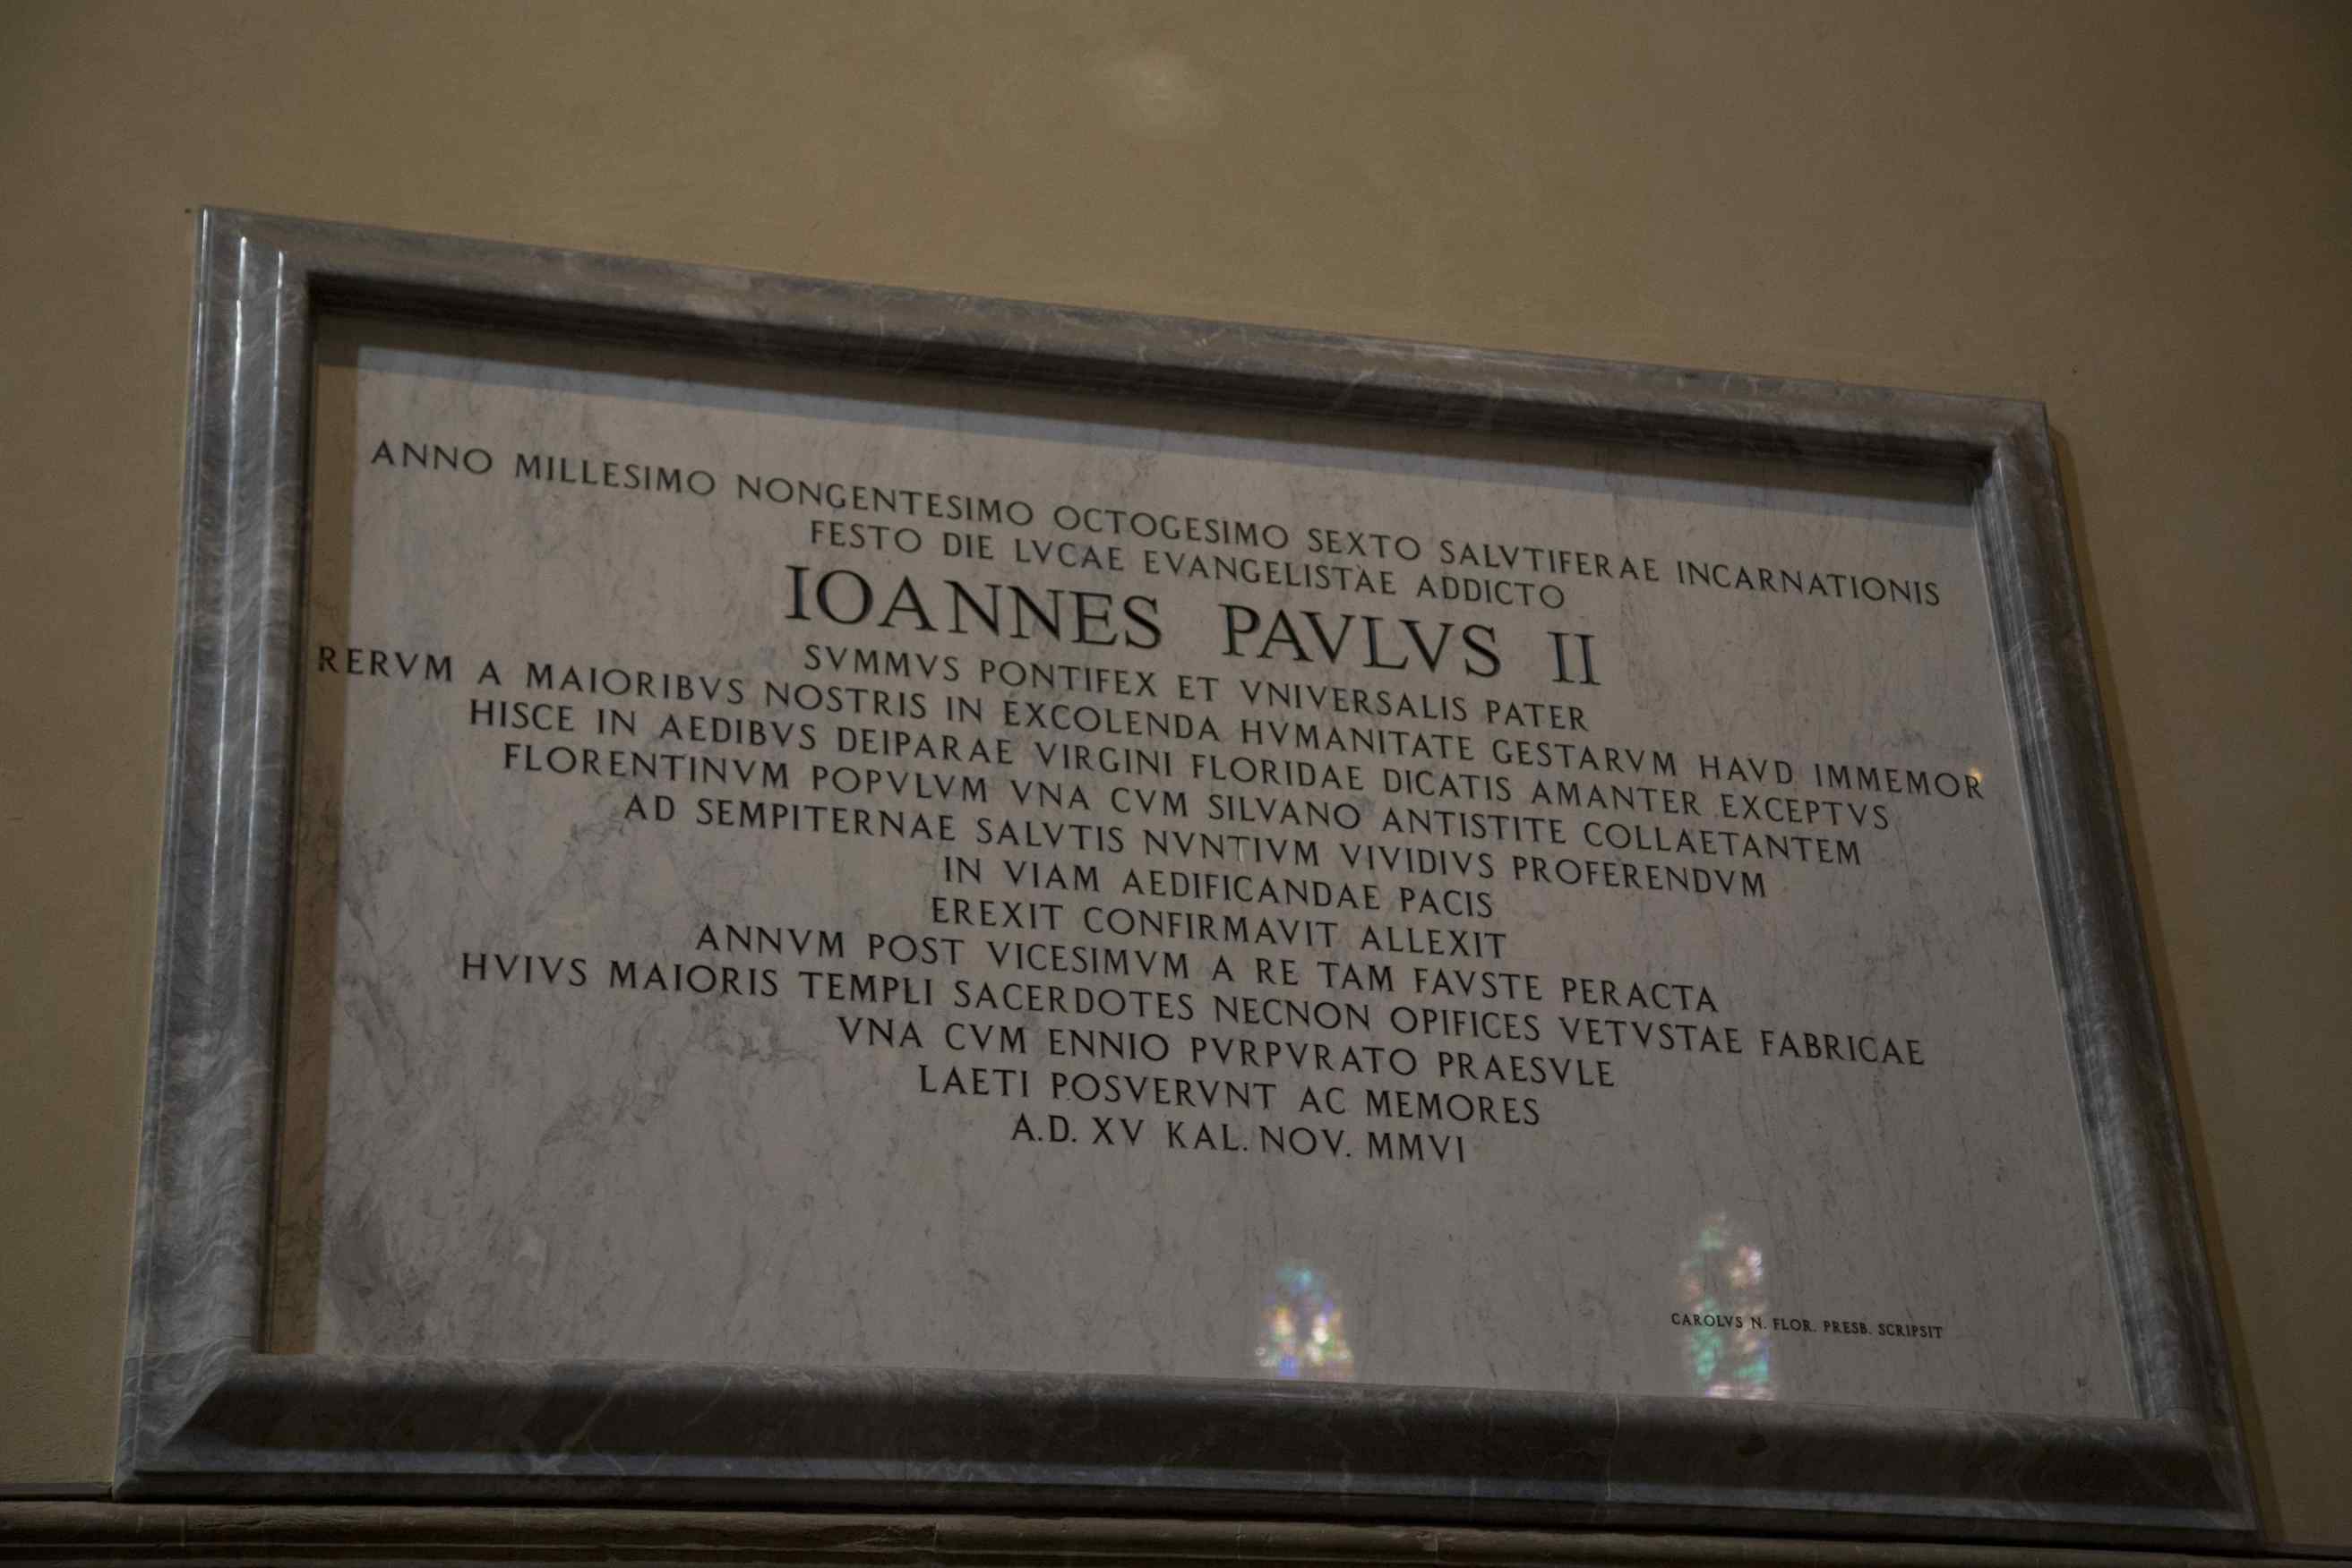 ANNO MILLESIMO NONGENTESIMO OCTOGESIMO SEXTO SALVTIFERAE INCARNATIONIS
FESTO DIE LVCAE EVANGELISTAE ADDICTO
IOANNES PAVLVS II
SVMMVS PONTIFEX ET VNIVERSALIS PATER
RERVM A MAIORIBVS NOSTRIS IN EXCOLENDA HVMANITATE GESTARVM HAVD IMMEMOR
HISCE IN AEDIBVS DEIPARAE VIRGINI FLORIDAE DICATIS AMANTER EXCEPTVS
FLORENTINVM POPVLVM VNA CVM SILVANO ANTISTITE COLLAETANTEM
AD SEMPITERNAE SALVTIS NVNTIVM VIVIDIVS PROFERENDVM
IN VIAM AEDIFICANDAE PACIS
EREXIT CONFIRMAVIT ALLEXIT
ANNVM POST VICESIMVM A RE TAM FAVSTE PERACTA
HVIVS MAIORIS TEMPLI SACERDOTES NECNON OPIFICES VETVSTAE FABRICAE
VNA CVM ENNIO PVRPVRATO PRAESVLE
LAETI POSVERVNT AC MEMORES
A.D. XV KAL. NOV. MMVI
CAROLVS N. FLOR. PRESB. SCRIPSIT